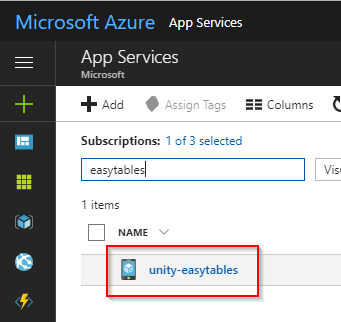 Microsoft Azure App Services
App Services
Microsoft
Add Assign Tags Columns
Subscriptions: 1 of 3 selected
easytables
1 items
NAME
unity-easytables